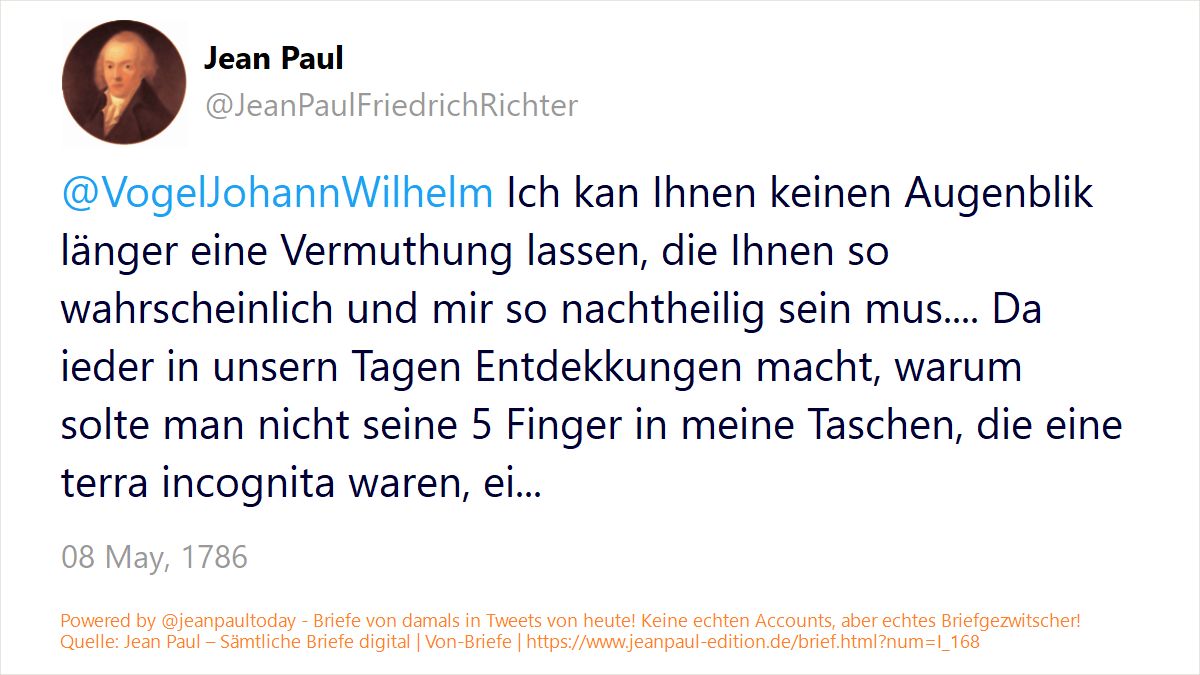 Jean Paul
@JeanPaulFriedrichRichter
@VogelJohannWilhelm Ich kan Ihnen keinen Augenblik
länger eine Vermuthung lassen, die Ihnen so
wahrscheinlich und mir so nachtheilig sein mus.... Da
ieder in unsern Tagen Entdekkungen macht, warum
solte man nicht seine 5 Finger in meine Taschen, die eine
terra incognita waren, ei...
08 May, 1786
Powered by @jeanpaultoday - Briefe von damals in Tweets von heute! Keine echten Accounts, aber echtes Briefgezwitscher!
Quelle: Jean Paul – Sämtliche Briefe digital | Von-Briefe | https://www.jeanpaul-edition.de/brief.html?num=I_168